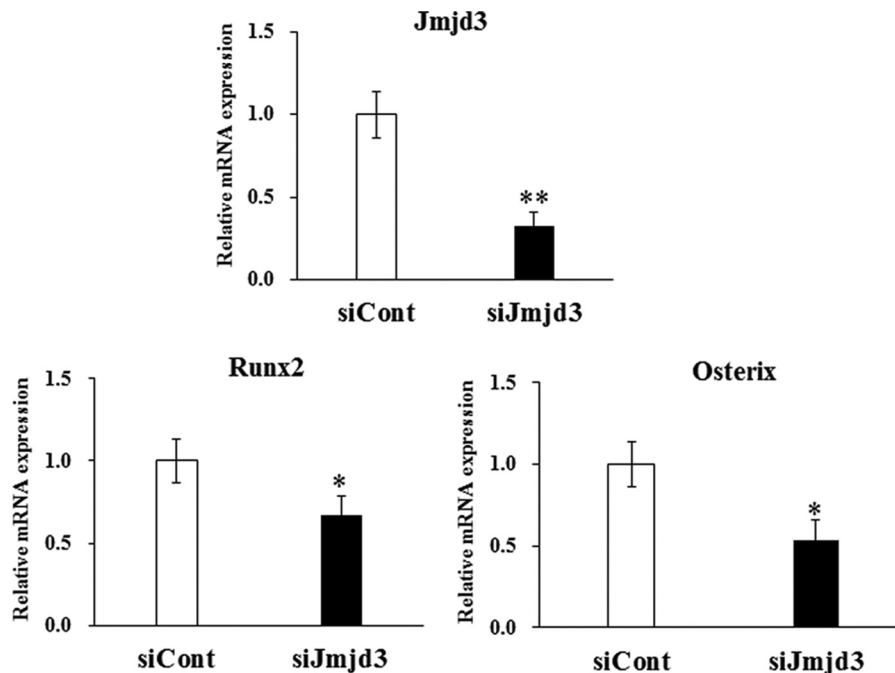 Jmjd3
Relative mRNA expression
1.5
1.0
0.5
0.0
**
siCont siJmjd3
Runx2
Relative mRNA expression
1.5
1.0
0.5
0.0
*
siCont siJmjd3
Osterix
Relative mRNA expression
1.5
1.0
0.5
0.0
*
siCont siJmjd3